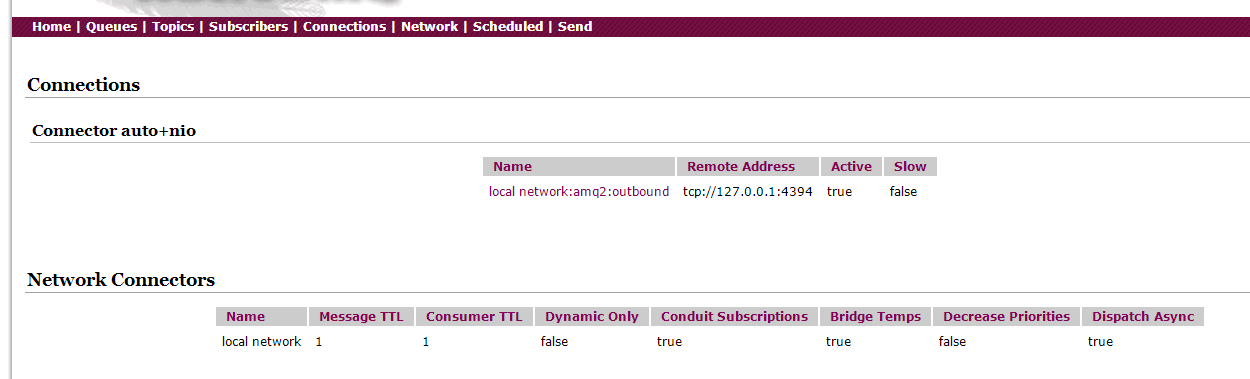 Home | Queues | Topics | Subscribers | Connections | Network | Scheduled | Send
Connections
Connector auto+nio
Name Remote Address Active Slow
local network:amq2:outbound tcp://127.0.0.1:4394 true false
Network Connectors
Name Message TTL Consumer TTL Dynamic Only Conduit Subscriptions Bridge Temps Decrease Priorities Dispatch Async
local network 1 1 false true true false true